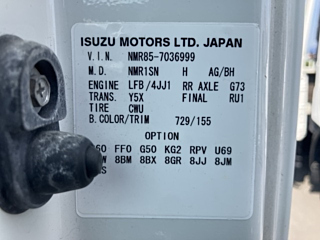 ISUZU MOTORS LTD. JAPAN
V.I.N. NMR85-7036999
M.D. NMR1SN H AG/BH
ENGINE LFB/4JJ1 RR AXLE G73
TRANS. Y5X FINAL RU1
TIRE CWU
B.COLOR/TRIM 729/155
OPTION
FF0 G50 KG2 RPV U69
8BM 8BX 8GR 8JJ 8JM